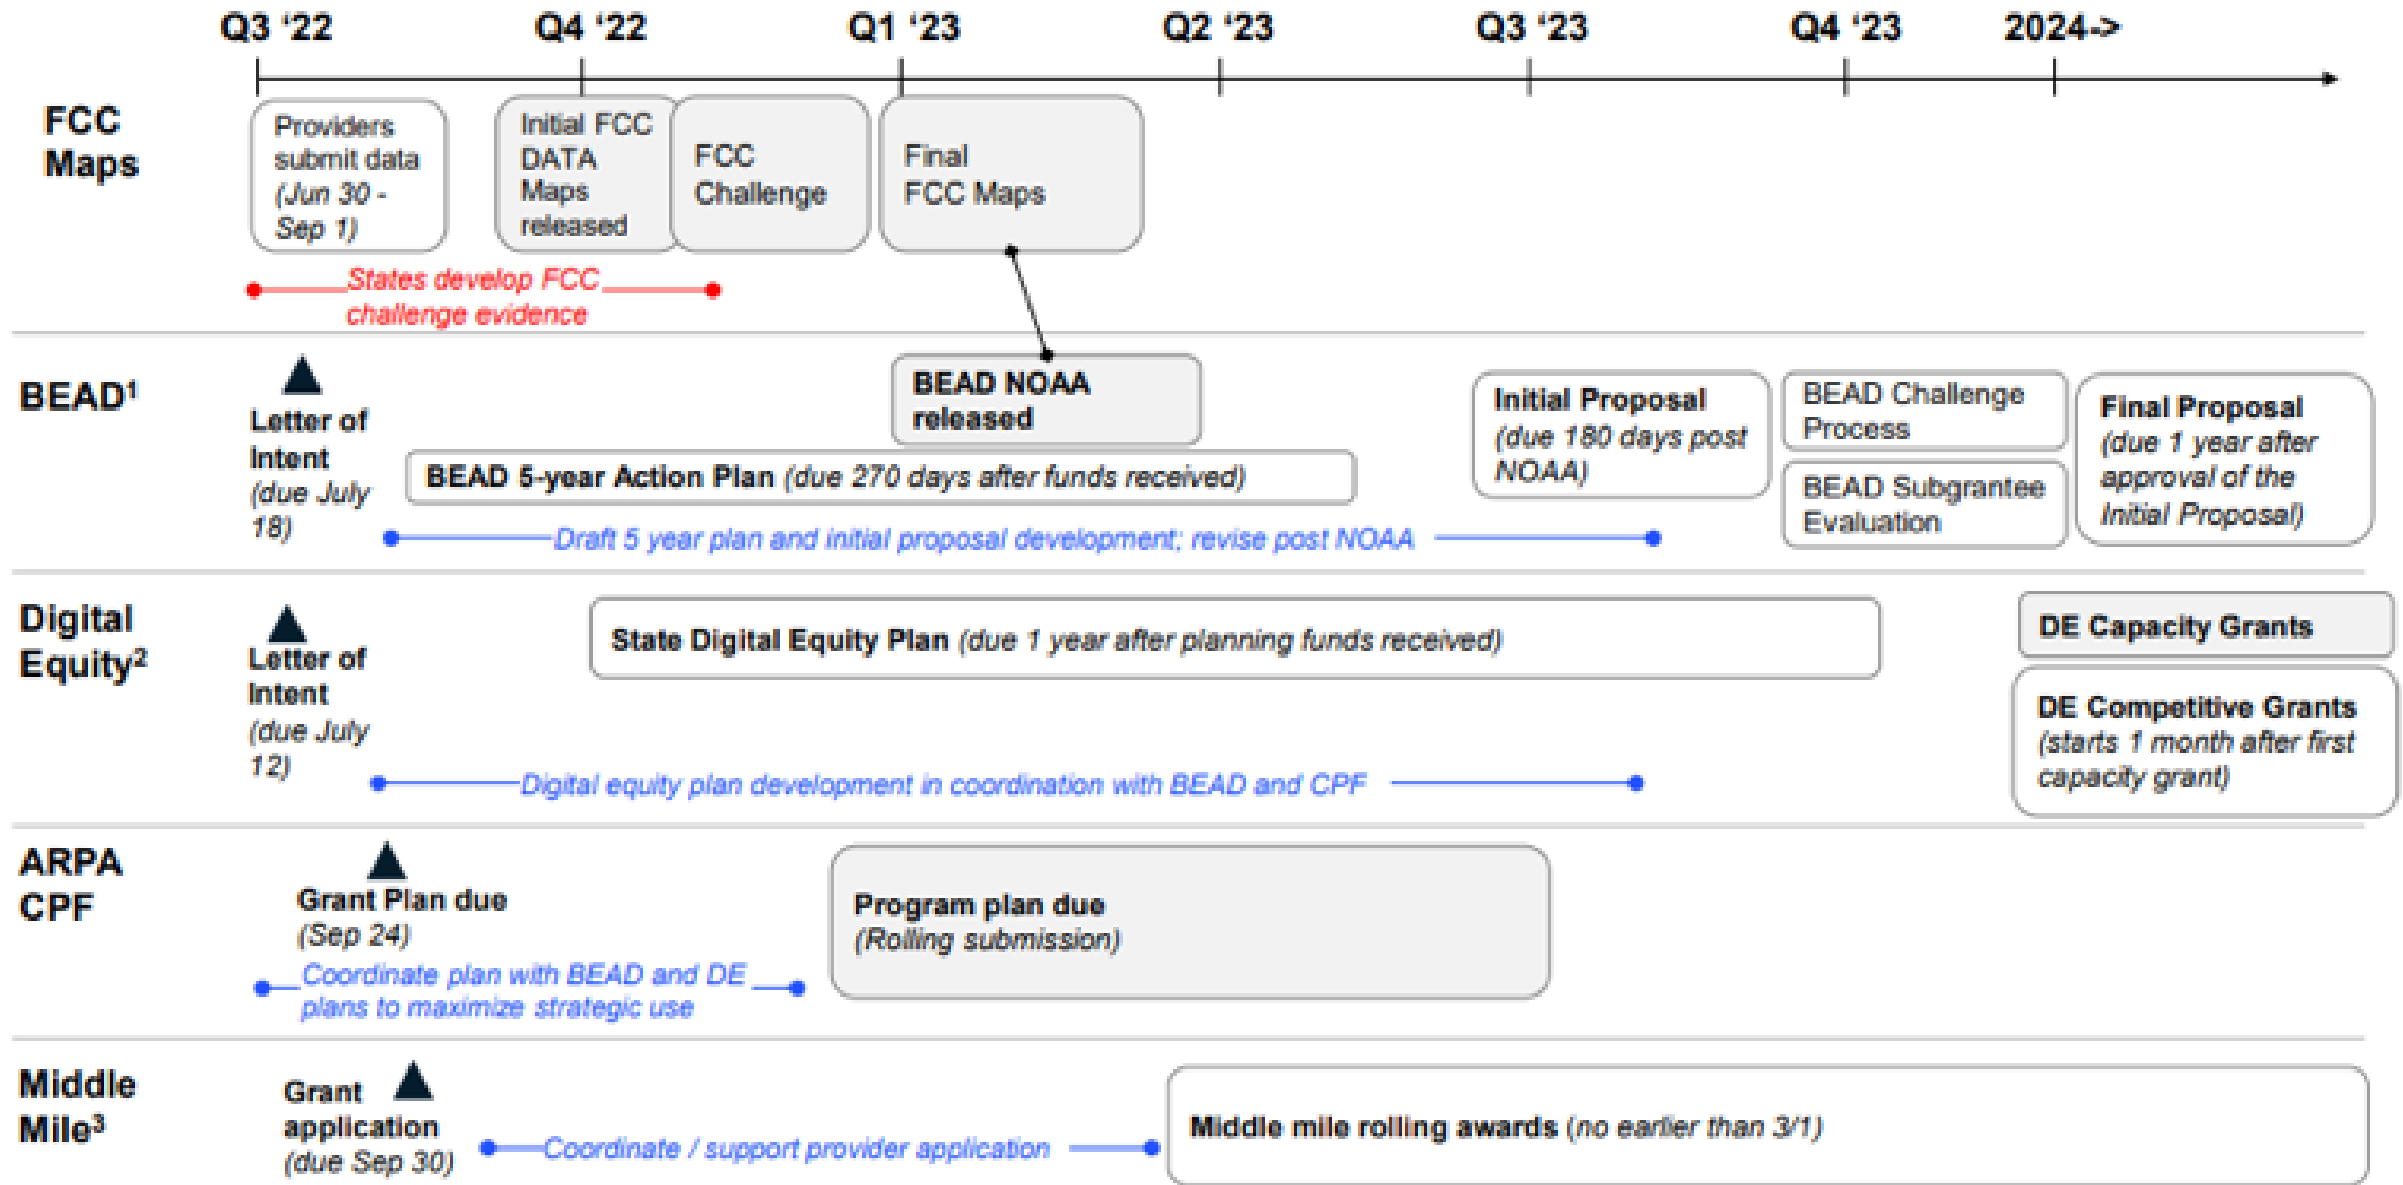 Q3 ‘22
Q4 ‘22
Q1 ‘23
Q2 ‘23
Q3 ‘23
Q4 ‘23
2024->
FCC
Maps
Providers
submit data
(Jun 30 -
Sep 1)
Initial FCC
DATA
Maps
released
FCC
Challenge
Final
FCC Maps
States develop FCC
challenge evidence
BEAD¹
Letter of
Intent
(due July
18)
BEAD NOAA
released
BEAD 5-year Action Plan (due 270 days after funds received)
Draft 5 year plan and initial proposal development; revise post NOAA
Initial Proposal
(due 180 days post
NOAA)
BEAD Challenge
Process
BEAD Subgrantee
Evaluation
Final Proposal
(due 1 year after
approval of the
Initial Proposal)
Digital
Equity²
Letter of
Intent
(due July
12)
State Digital Equity Plan (due 1 year after planning funds received)
Digital equity plan development in coordination with BEAD and CPF
DE Capacity Grants
DE Competitive Grants
(starts 1 month after first
capacity grant)
ARPA
CPF
Grant Plan due
(Sep 24)
Coordinate plan with BEAD and DE
plans to maximize strategic use
Program plan due
(Rolling submission)
Middle
Mile³
Grant
application
(due Sep 30)
Coordinate / support provider application
Middle mile rolling awards (no earlier than 3/1)